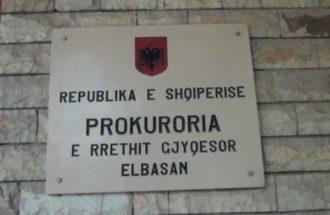 REPUBLIKA E SHQIPERISE
PROKURORIA
E RRETHIT GJYQESOR
ELBASAN